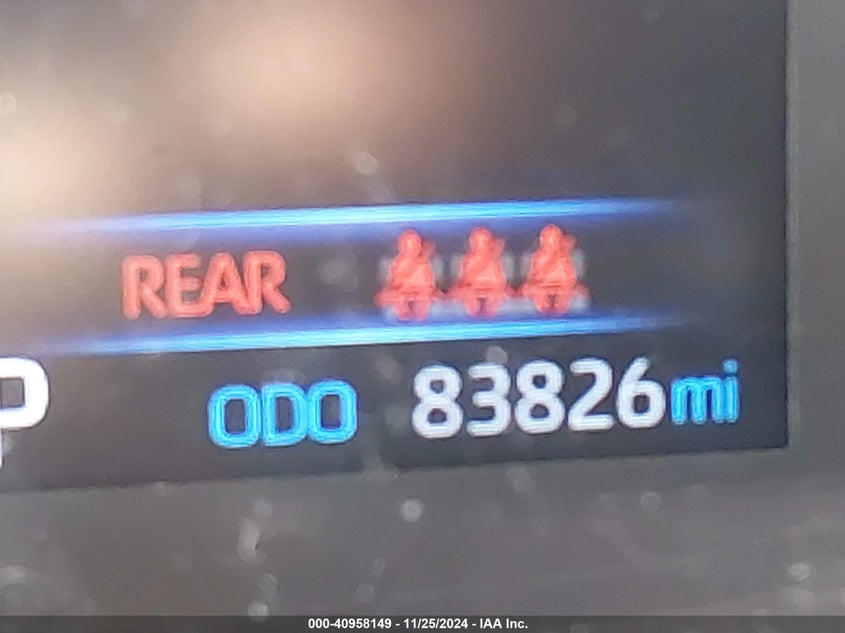 REAR
P
ODO 83826mi
000-40958149 - 11/25/2024 - IAA Inc.